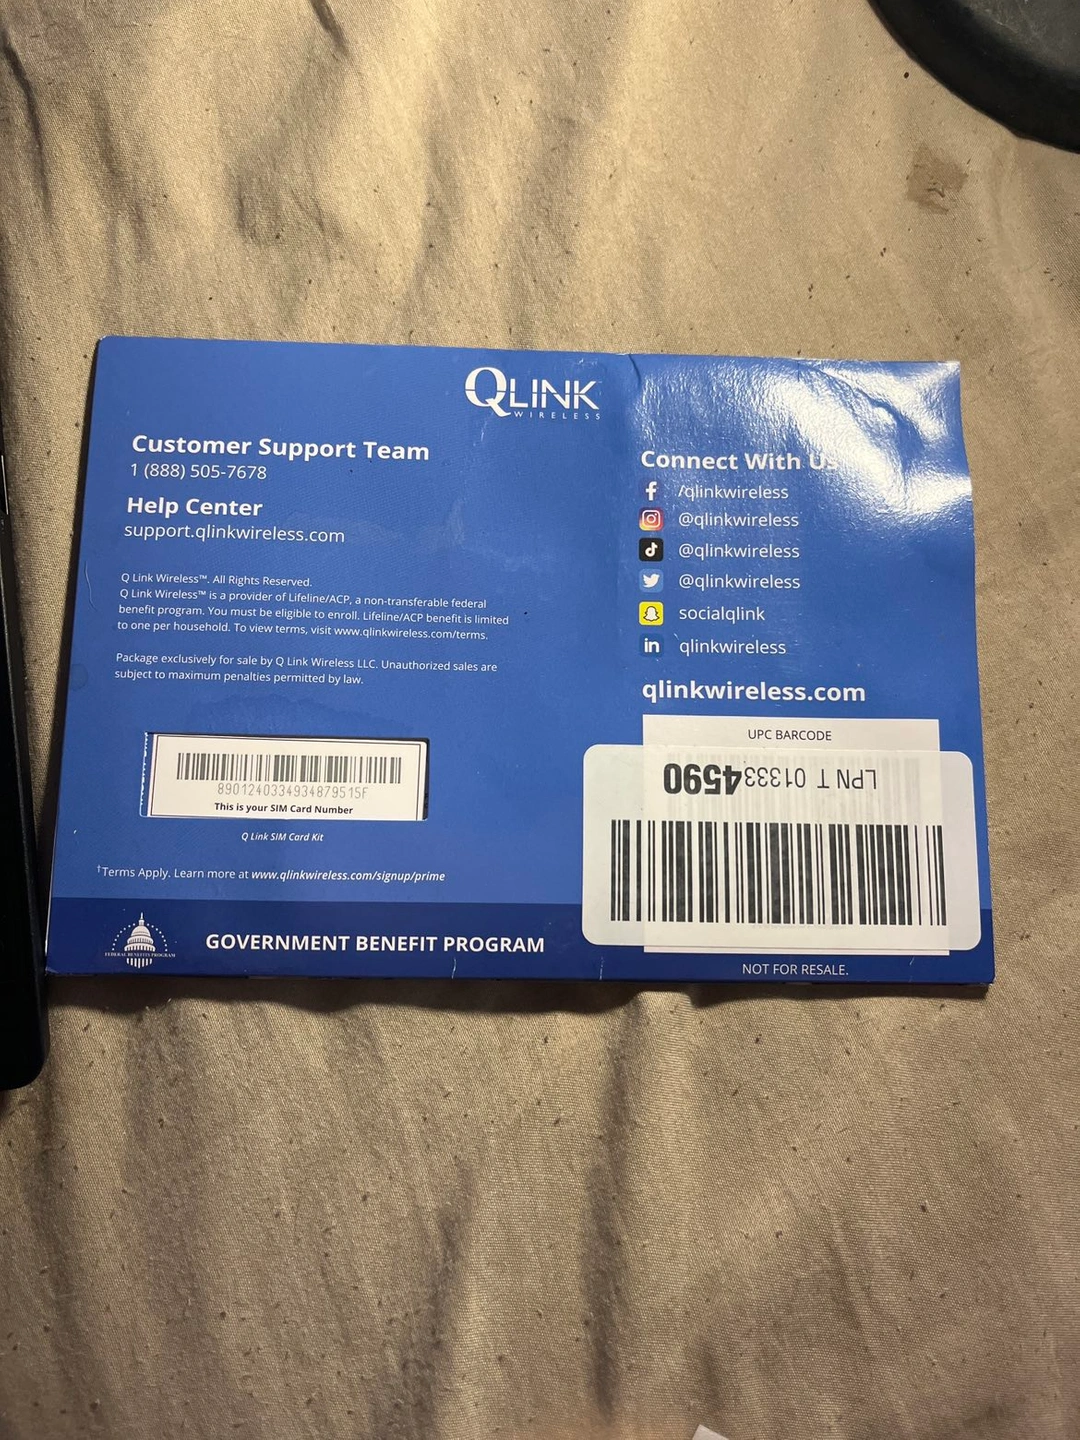 QLINK
WIRELESS
Customer Support Team
1 (888) 505-7678
Help Center
support.qlinkwireless.com
Q Link Wireless™. All Rights Reserved.
Q Link Wireless™ is a provider of Lifeline/ACP, a non-transferable federal
benefit program. You must be eligible to enroll. Lifeline/ACP benefit is limited
to one per household. To view terms, visit www.qlinkwireless.com/terms.
Package exclusively for sale by Q Link Wireless LLC. Unauthorized sales are
subject to maximum penalties permitted by law.
8901240334934879515F
This is your SIM Card Number
Q Link SIM Card Kit
†Terms Apply. Learn more at www.qlinkwireless.com/signup/prime
FEDERAL BENEFITS PROGRAM
GOVERNMENT BENEFIT PROGRAM
Connect With Us
/qlinkwireless
@qlinkwireless
@qlinkwireless
@qlinkwireless
socialqlink
qlinkwireless
qlinkwireless.com
UPC BARCODE
LPN T 013334590
NOT FOR RESALE.